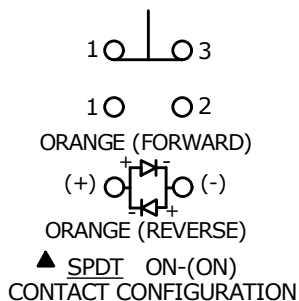 1 3
1 2
ORANGE (FORWARD)
+ -
(+) (-)
- +
ORANGE (REVERSE)
SPDT ON-(ON)
CONTACT CONFIGURATION